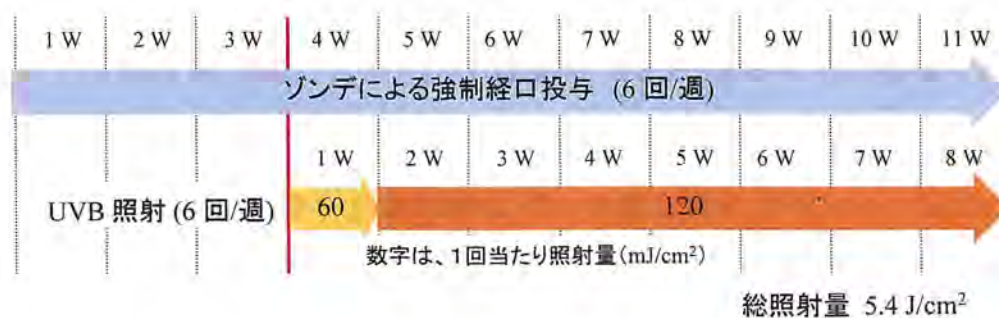 1 W 2 W 3 W 4 W 5 W 6 W 7 W 8 W 9 W 10 W 11 W
ゾンデによる強制経口投与 (6 回/週)
1 W 2 W 3 W 4 W 5 W 6 W 7 W 8 W
UVB 照射 (6 回/週) 60 120
数字は、1回当たり照射量(mJ/cm²)
総照射量 5.4 J/cm²